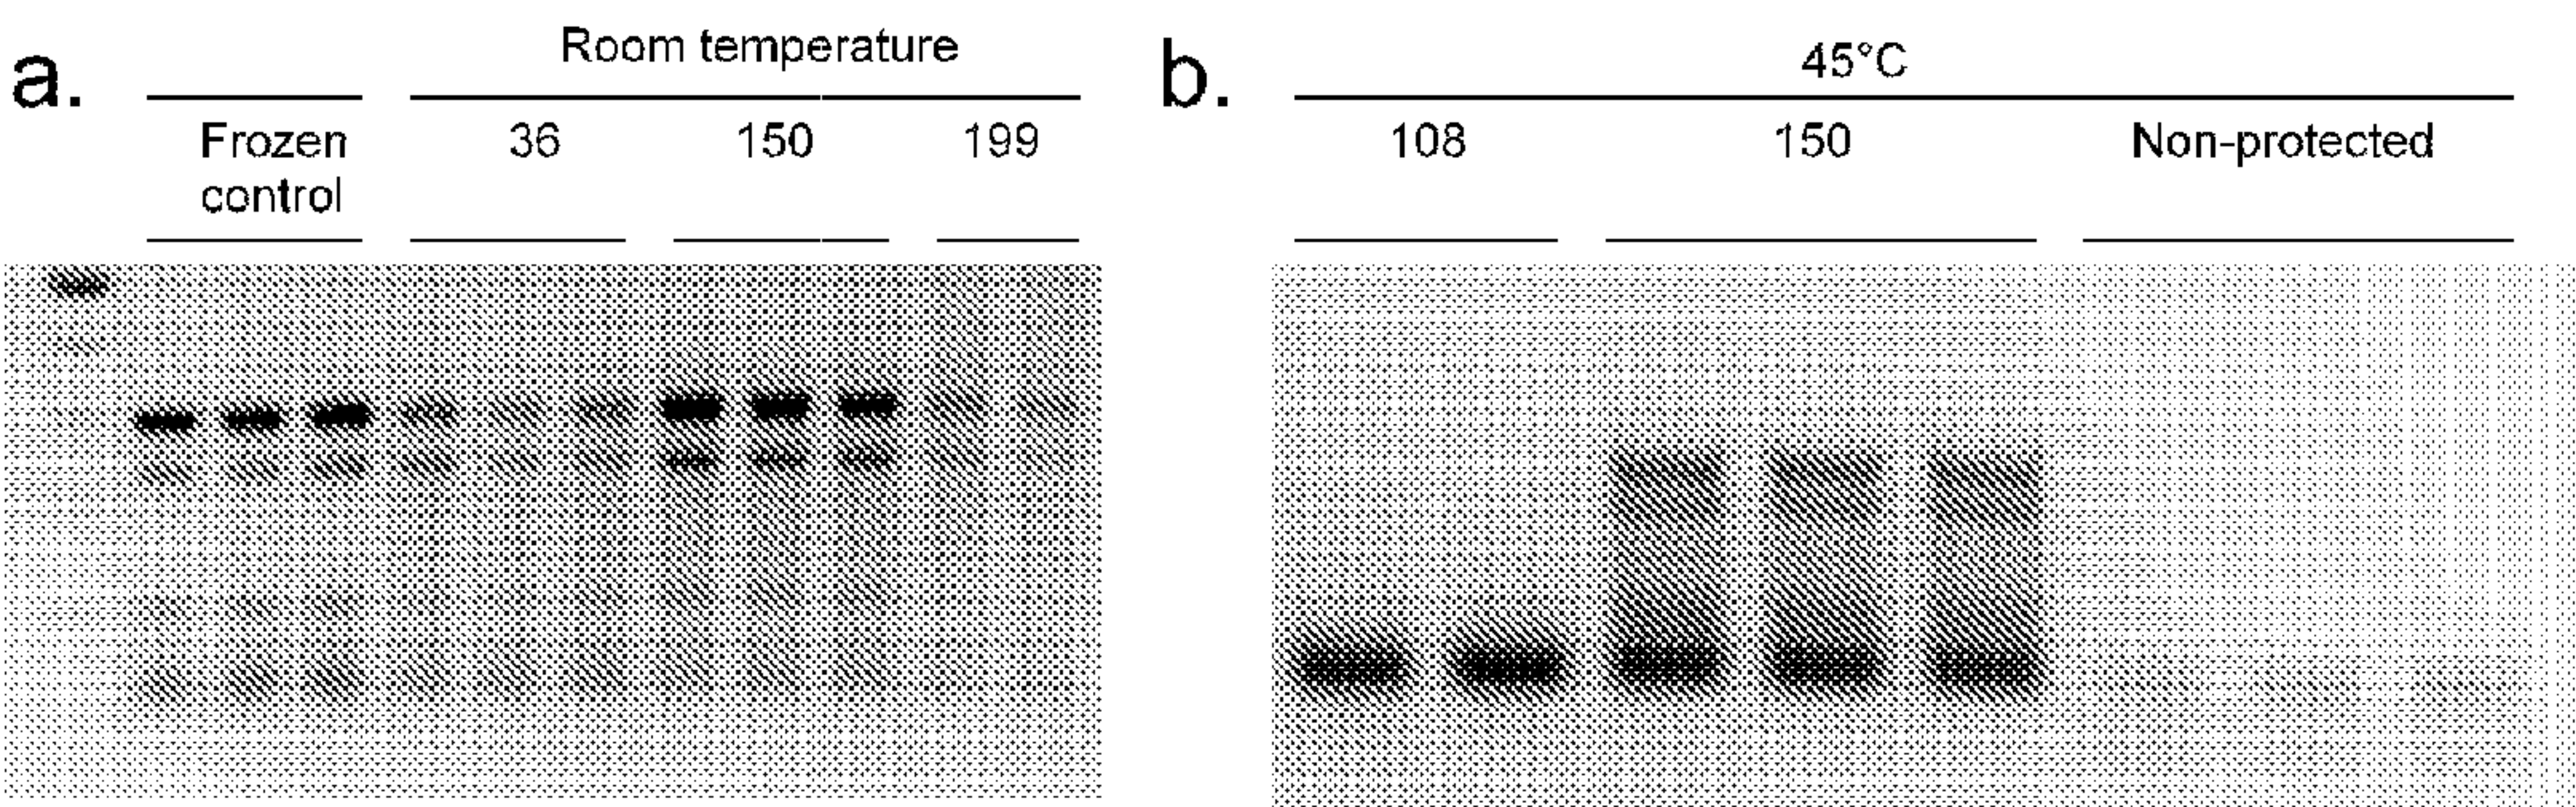 a.
Room temperature
Frozen
control
36
150
199
b.
45°C
108
150
Non-protected